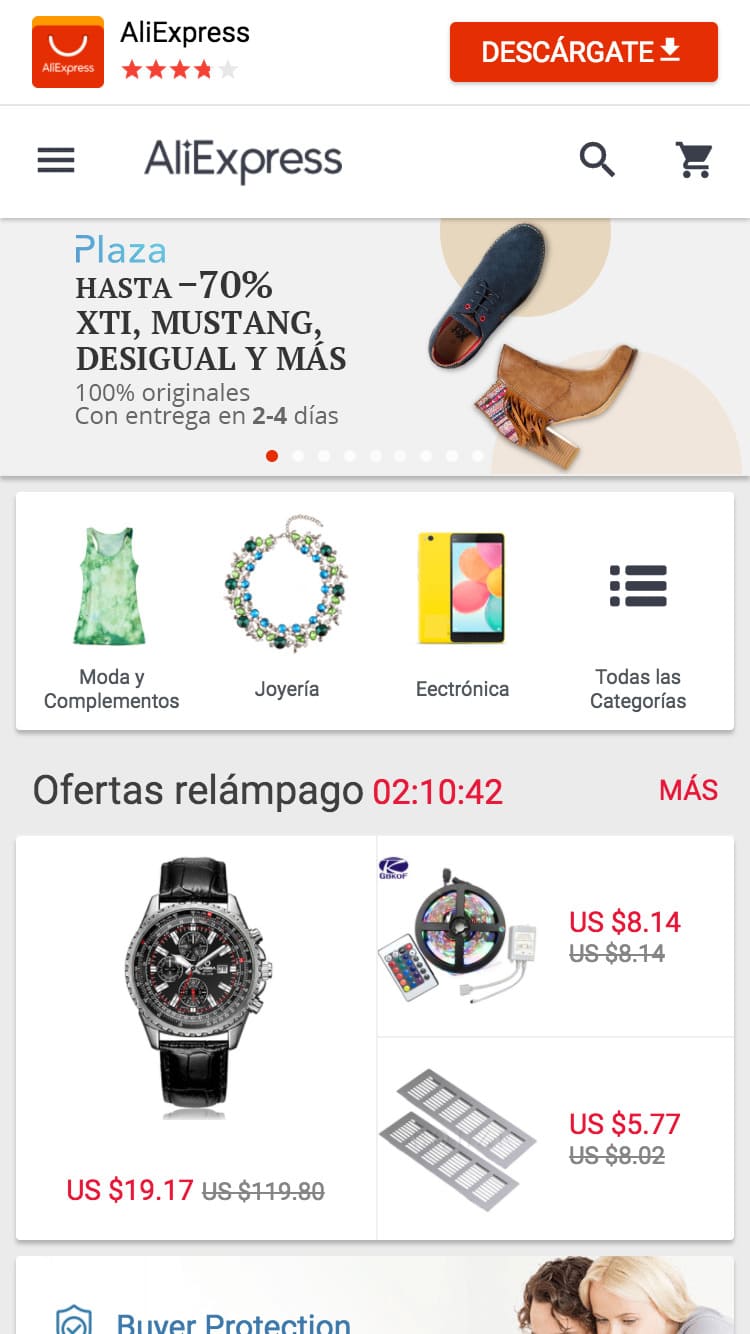 AliExpress
AliExpress
DESCÁRGATE
AliExpress
Plaza
HASTA –70%
XTI, MUSTANG,
DESIGUAL Y MÁS
100% originales
Con entrega en 2-4 días
Moda y
Complementos
Joyería
Eectrónica
Todas las
Categorías
Ofertas relámpago 02:10:42
MÁS
GBKOF
US $8.14
US $8.14
US $5.77
US $8.02
US $19.17 US $119.80
Buyer Protection